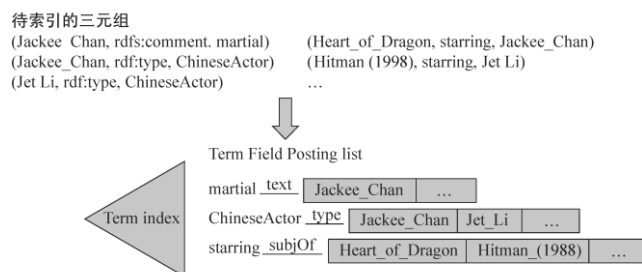 待索引的三元组
(Jackee Chan, rdfs:comment. martial) (Heart_of_Dragon, starring, Jackee_Chan)
(Jackee_Chan, rdf:type, ChineseActor) (Hitman (1998), starring, Jet Li)
(Jet Li, rdf:type, ChineseActor) …
Term Field Posting list
martial text Jackee_Chan …
Term index
ChineseActor type Jackee_Chan Jet_Li …
starring subjOf Heart_of_Dragon Hitman_(1988) …